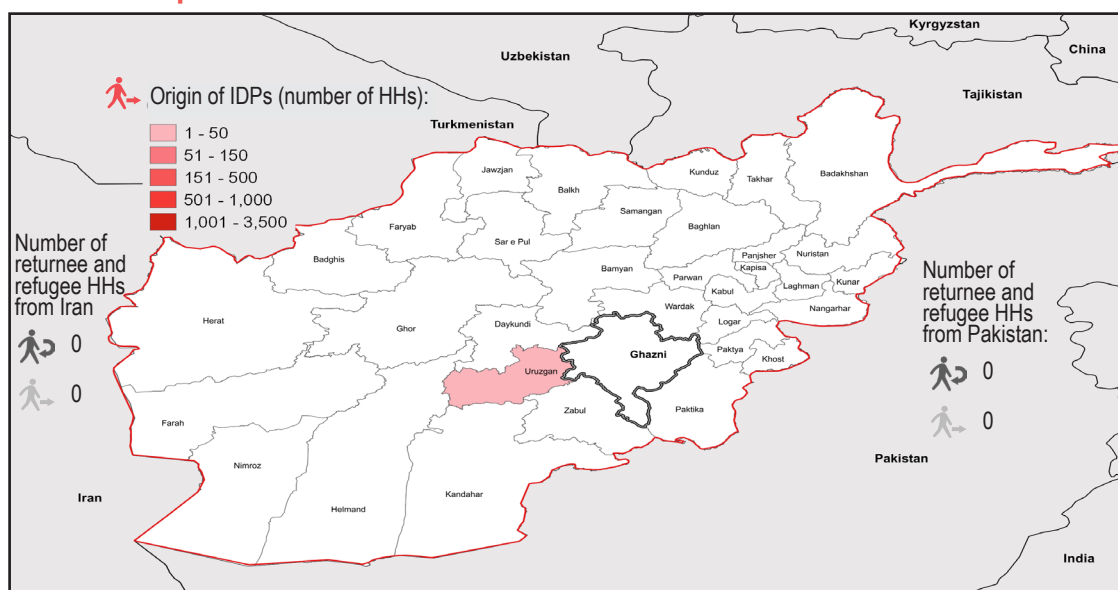 Kyrgyzstan
China
Uzbekistan
Tajikistan
Turkmenistan
Origin of IDPs (number of HHs):
1 - 50
51 - 150
151 - 500
501 - 1,000
1,001 - 3,500
Number of
returnee and
refugee HHs
from Iran
0
0
Jawzjan
Balkh
Kunduz
Takhar
Badakhshan
Samangan
Faryab
Baghlan
Sar e Pul
Badghis
Panjsher
Nuristan
Bamyan
Parwan
Kapisa
Kunar
Laghman
Kabul
Wardak
Nangarhar
Herat
Ghor
Daykundi
Logar
Ghazni
Paktya
Khost
Uruzgan
Paktika
Zabul
Farah
Nimroz
Helmand
Kandahar
Number of
returnee and
refugee HHs
from Pakistan:
0
0
Iran
Pakistan
India